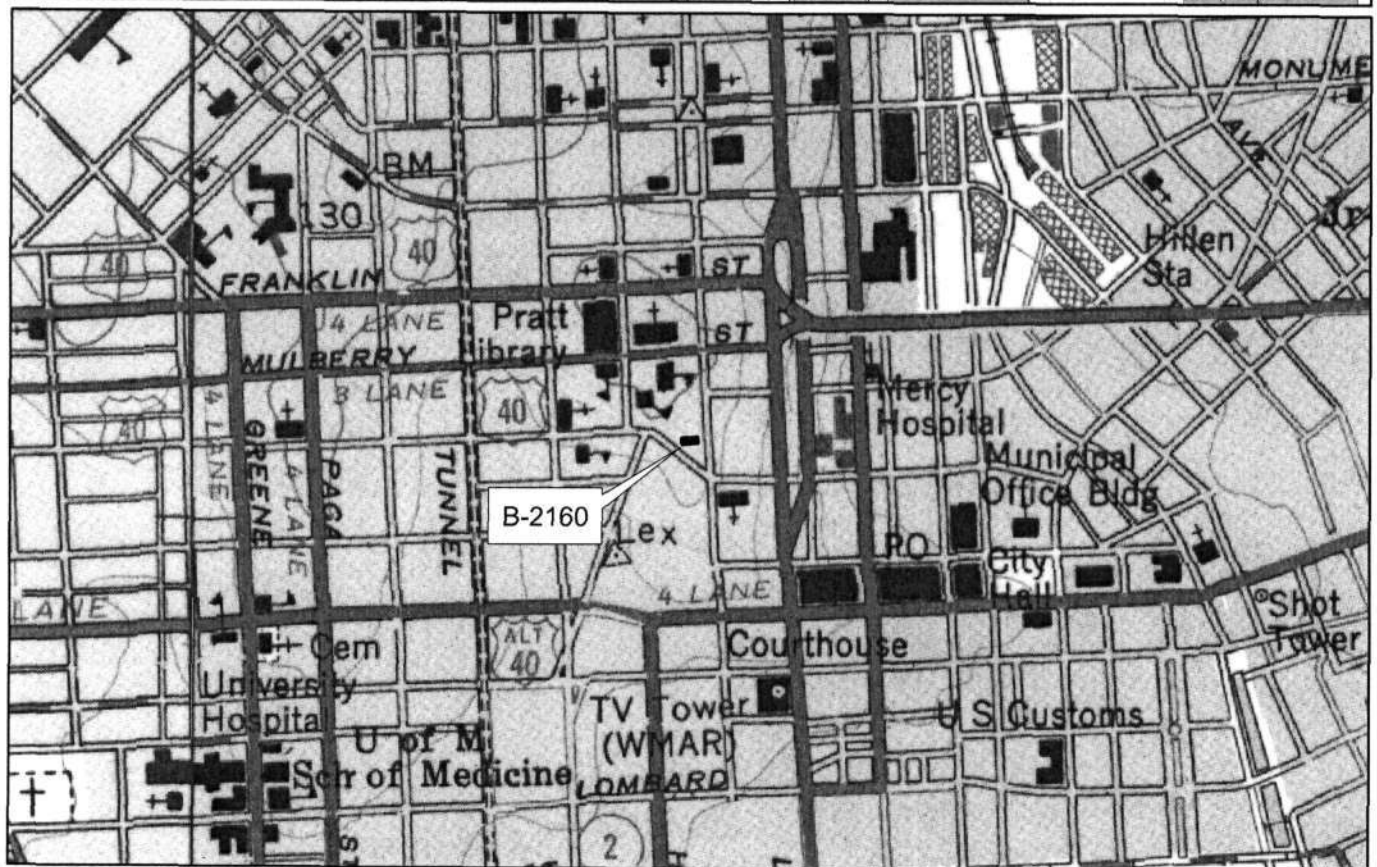 MONUME
Ave
BM
130
40
40
Hillen
Sta
FRANKLIN
ST
4 LANE
Pratt
Library
ST
MULBERRY
3 LANE
40
40
4 LANE
GREENE
4 LANE
PACA
TUNNEL
Mercy
Hospital
Municipal
Office Bldg
B-2160
Lex
PO
City
Hall
LANE
4 LANE
Shot
Tower
ALT
40
Cem
Courthouse
University
Hospital
TV Tower
(WMAR)
U S Customs
U of M
Sch of Medicine
LOMBARD
ST
2